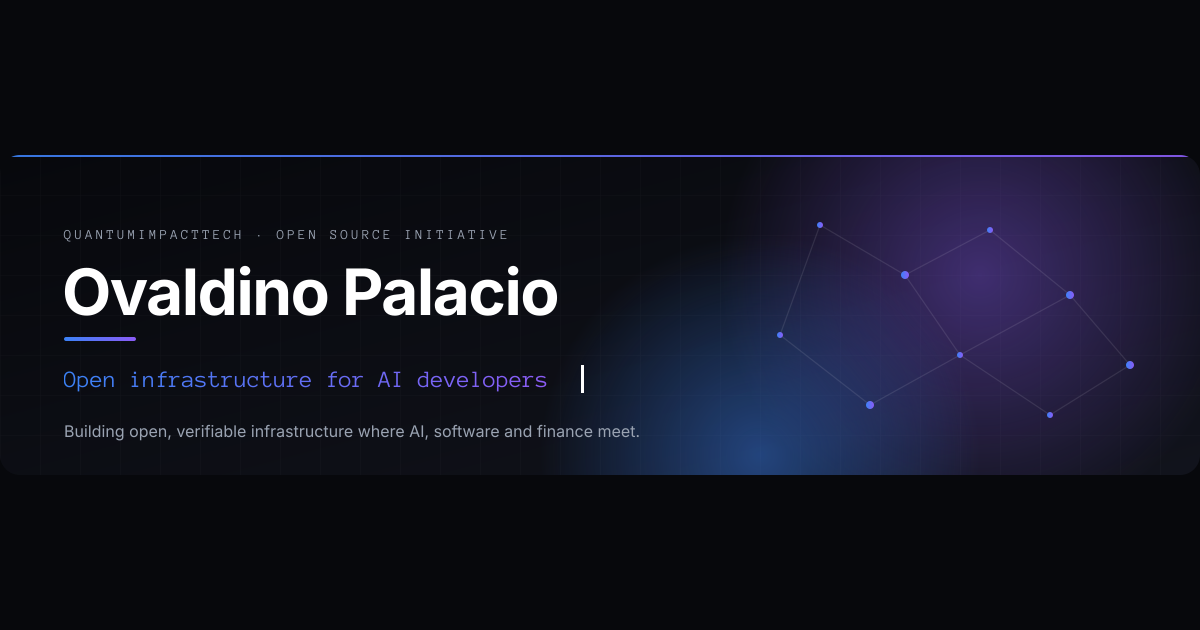 QUANTUMIMPACTTECH · OPEN SOURCE INITIATIVE
Ovaldino Palacio
Open infrastructure for AI developers
Building open, verifiable infrastructure where AI, software and finance meet.